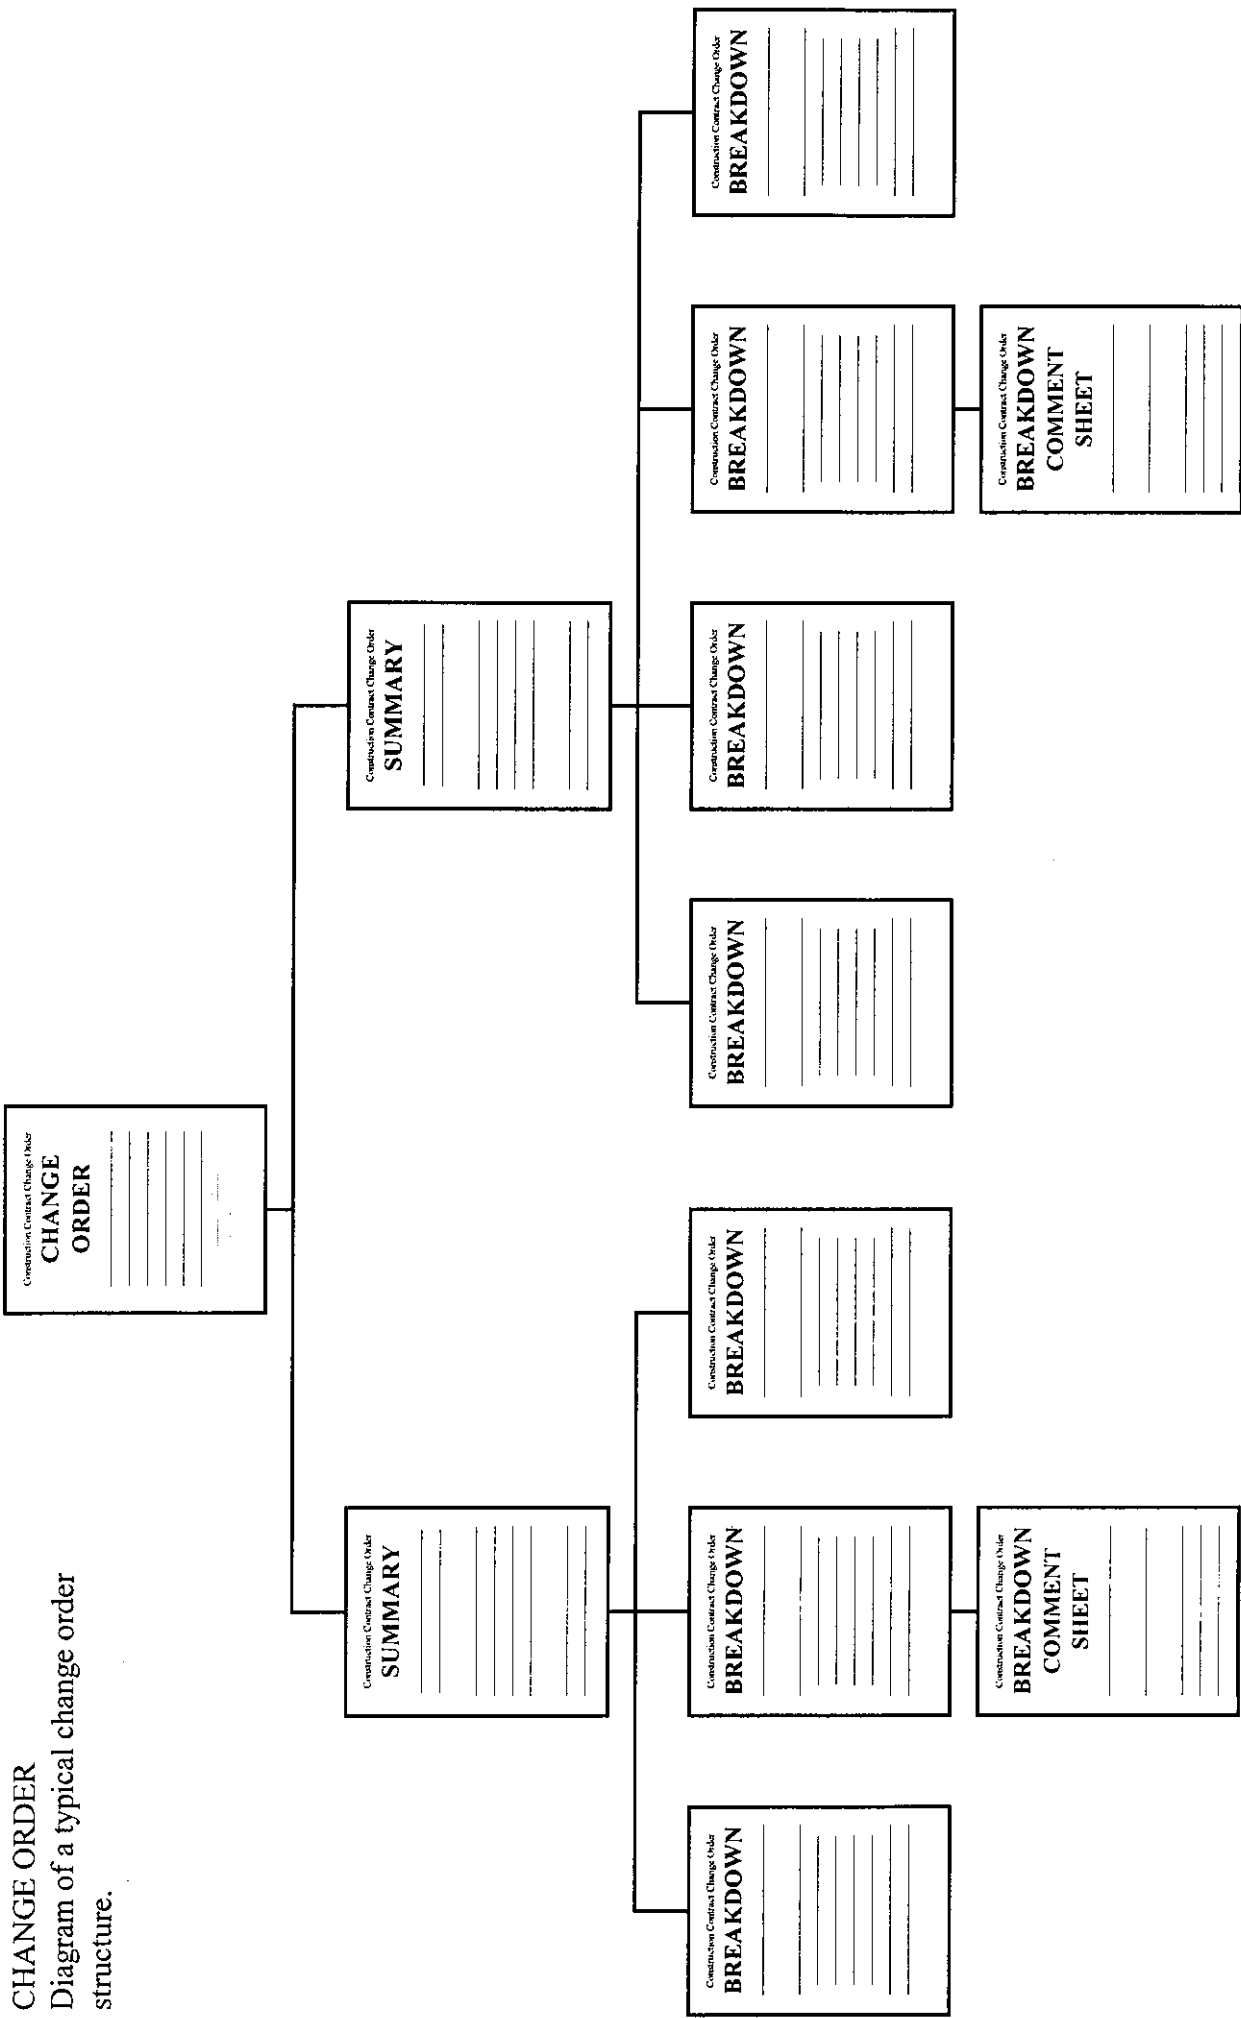 CHANGE ORDER
Diagram of a typical change order
structure.
Construction Contract Change Order
CHANGE
ORDER
Construction Contract Change Order
SUMMARY
Construction Contract Change Order
SUMMARY
Construction Contract Change Order
BREAKDOWN
Construction Contract Change Order
BREAKDOWN
Construction Contract Change Order
BREAKDOWN
Construction Contract Change Order
BREAKDOWN
Construction Contract Change Order
BREAKDOWN
Construction Contract Change Order
BREAKDOWN
Construction Contract Change Order
BREAKDOWN
Construction Contract Change Order
BREAKDOWN
COMMENT
SHEET
Construction Contract Change Order
BREAKDOWN
COMMENT
SHEET